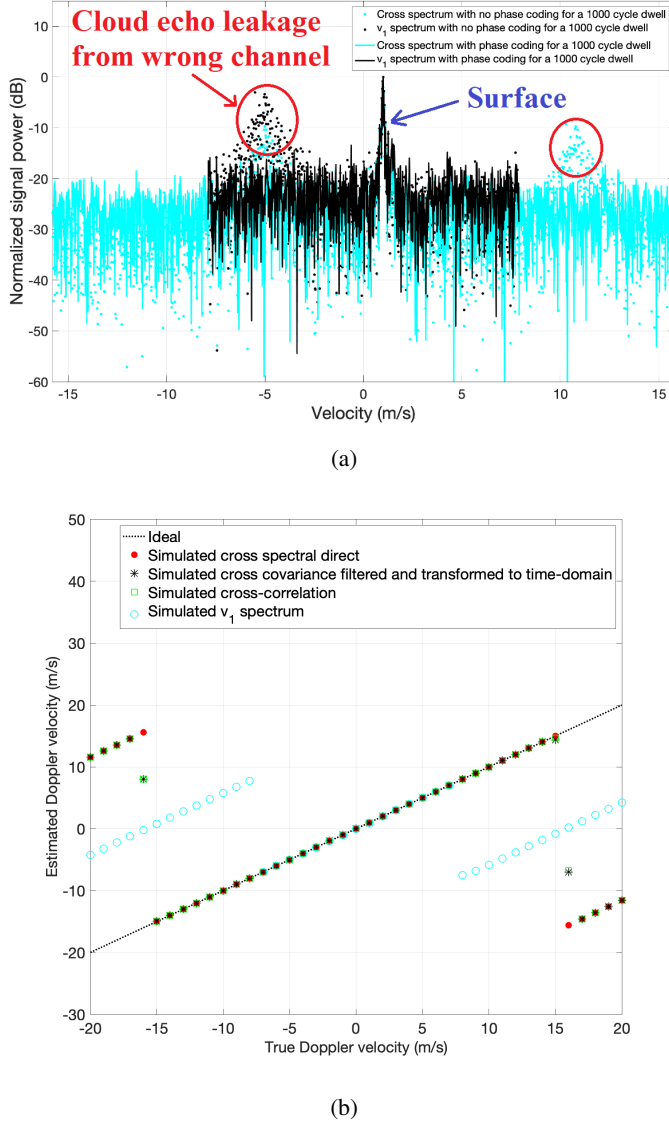 Cross spectrum with no phase coding for a 1000 cycle dwell
v1 spectrum with no phase coding for a 1000 cycle dwell
Cross spectrum with phase coding for a 1000 cycle dwell
v1 spectrum with phase coding for a 1000 cycle dwell
Cloud echo leakage
from wrong channel
Surface
Normalized signal power (dB)
10
0
-10
-20
-30
-40
-50
-60
-15
-10
-5
0
5
10
15
Velocity (m/s)
(a)
Ideal
Simulated cross spectral direct
Simulated cross covariance filtered and transformed to time-domain
Simulated cross-correlation
Simulated v1 spectrum
Estimated Doppler velocity (m/s)
50
40
30
20
10
0
-10
-20
-30
-20
-15
-10
-5
0
5
10
15
20
True Doppler velocity (m/s)
(b)